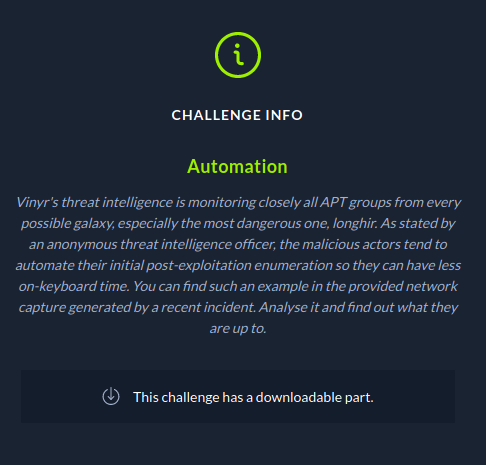 CHALLENGE INFO
Automation
Vinyr's threat intelligence is monitoring closely all APT groups from every
possible galaxy, especially the most dangerous one, longhir. As stated by
an anonymous threat intelligence officer, the malicious actors tend to
automate their initial post-exploitation enumeration so they can have less
on-keyboard time. You can find such an example in the provided network
capture generated by a recent incident. Analyse it and find out what they
are up to.
This challenge has a downloadable part.